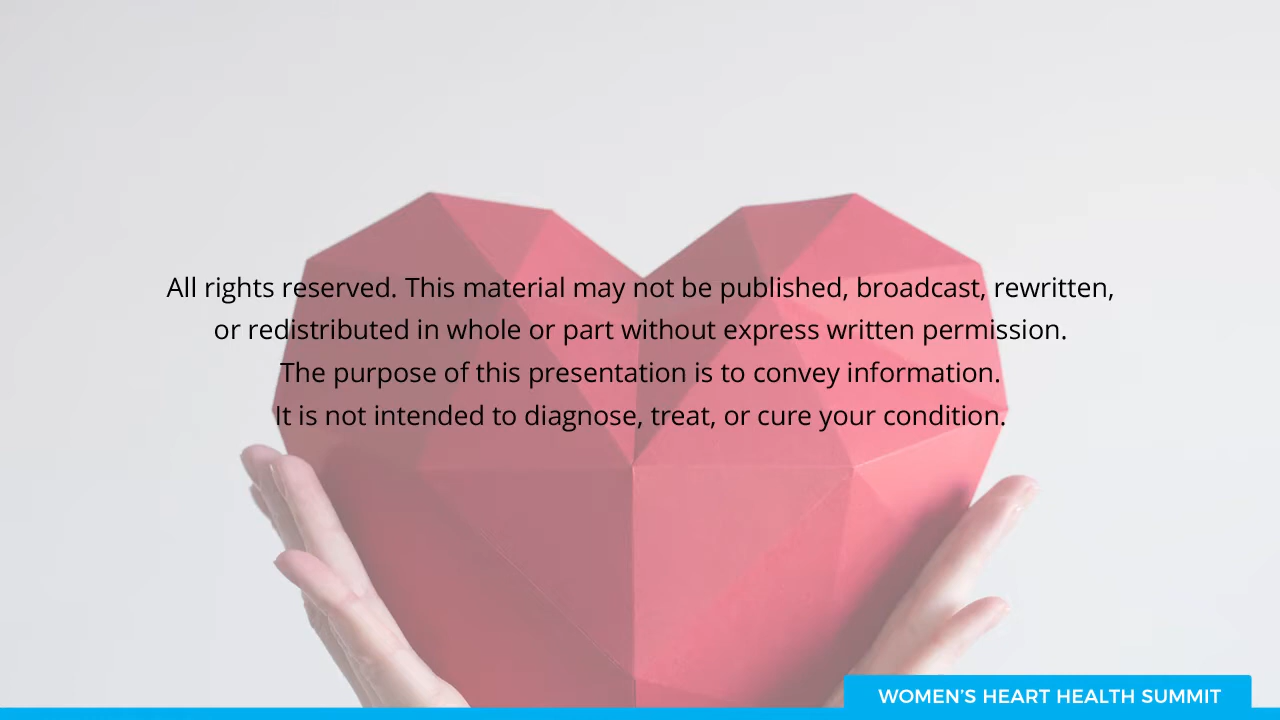 All rights reserved. This material may not be published, broadcast, rewritten,
or redistributed in whole or part without express written permission.
The purpose of this presentation is to convey information.
It is not intended to diagnose, treat, or cure your condition.
WOMEN’S HEART HEALTH SUMMIT